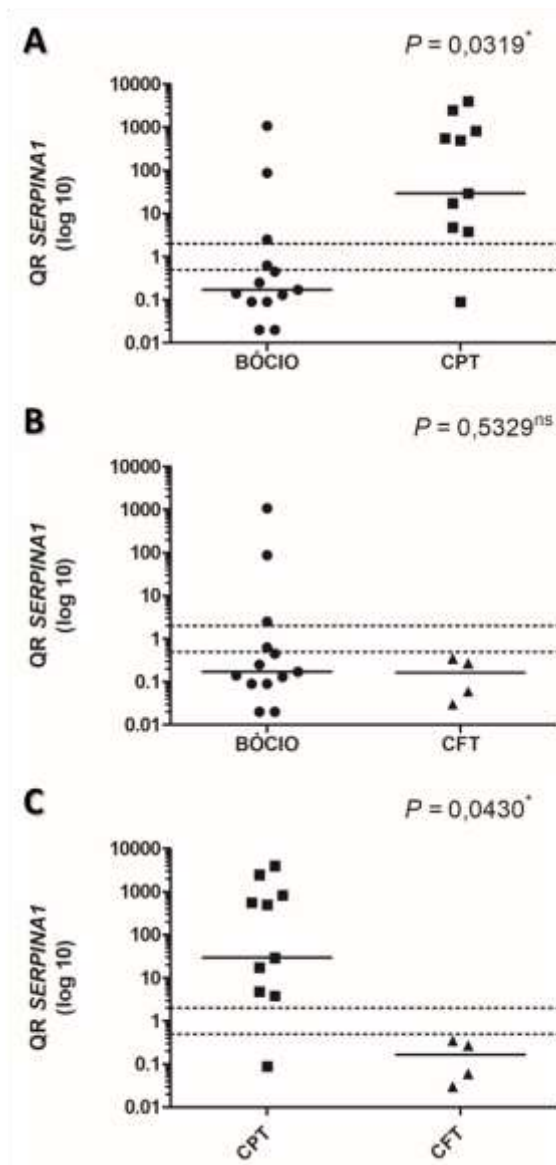 A
P = 0,0319*
QR SERPINA1
(log 10)
10000
1000
100
10
1
0.1
0.01
BÓCIO CPT
B
P = 0,5329ns
QR SERPINA1
(log 10)
10000
1000
100
10
1
0.1
0.01
BÓCIO CFT
C
P = 0,0430*
QR SERPINA1
(log 10)
10000
1000
100
10
1
0.1
0.01
CPT CFT